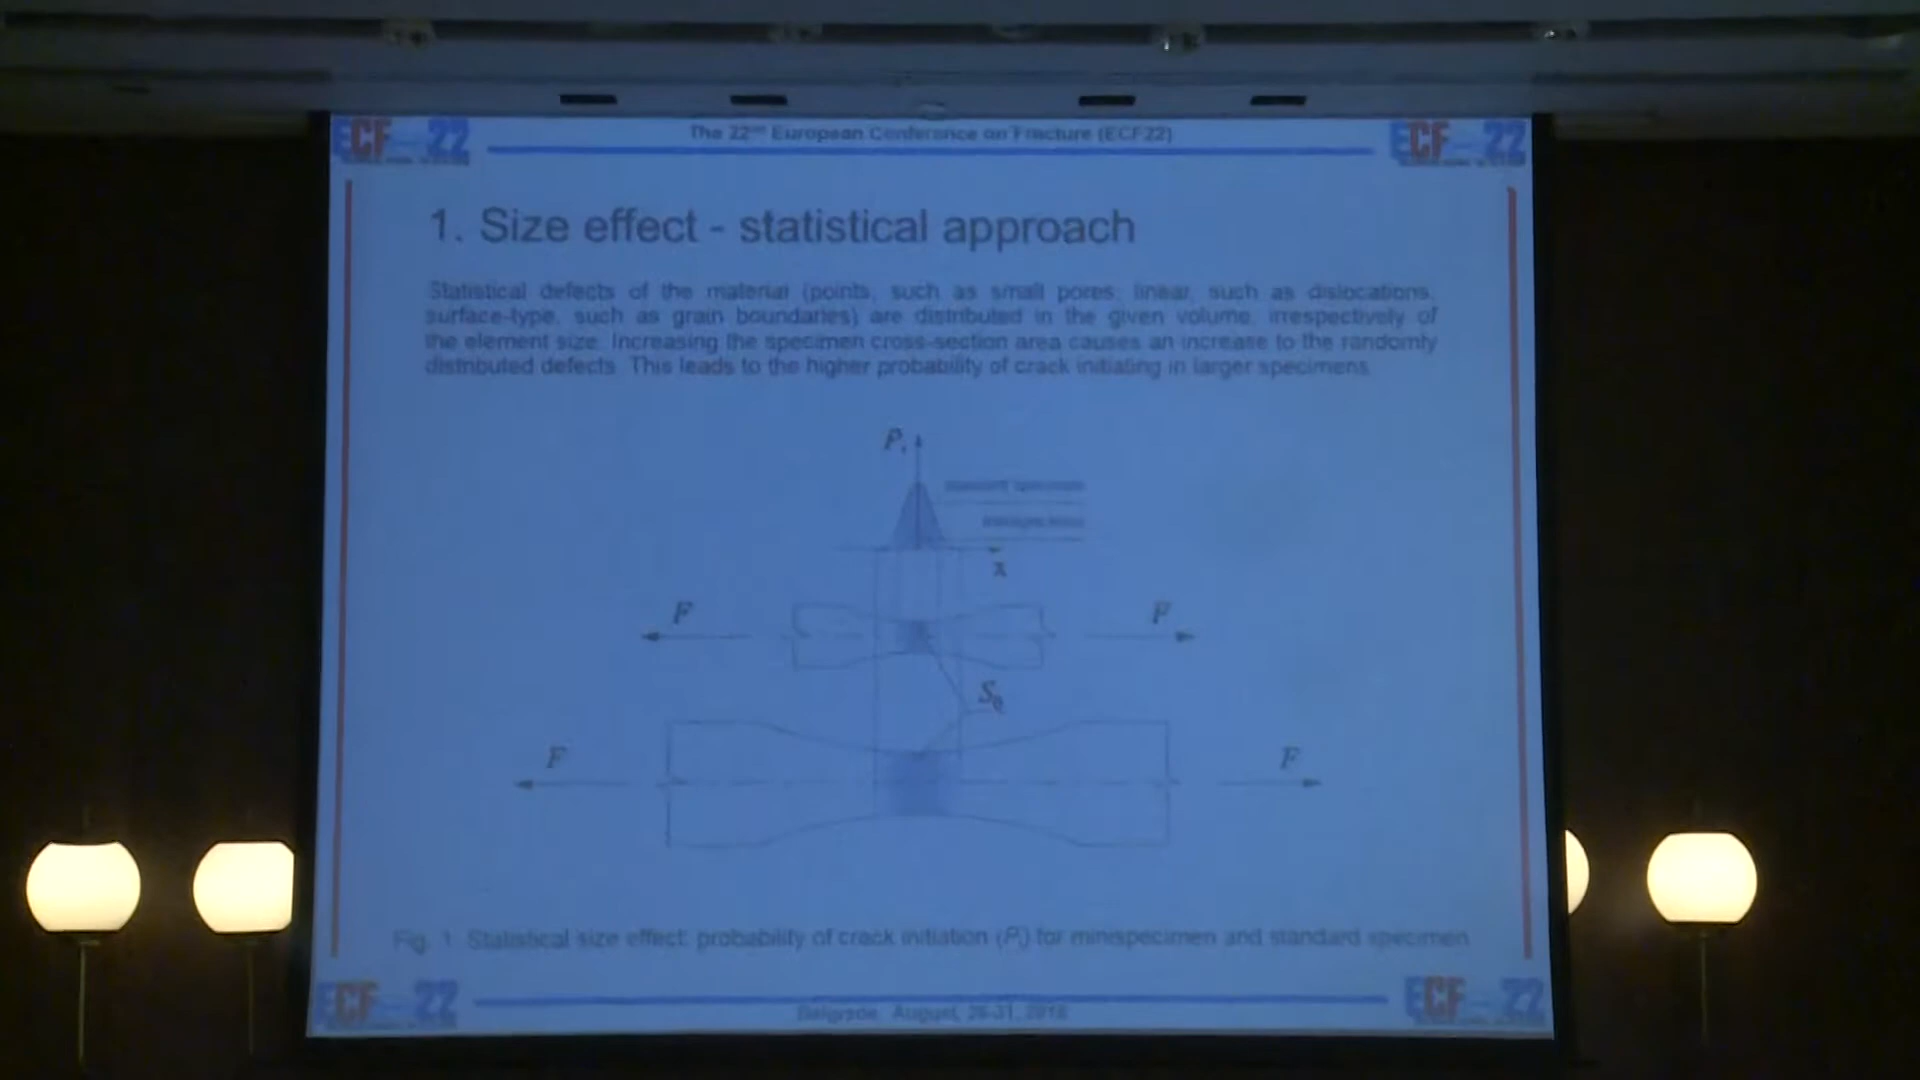 ECF 22
The 22nd European Conference on Fracture (ECF22)
ECF 22
1. Size effect - statistical approach
Statistical defects of the material (points, such as small pores, linear, such as dislocations,
surface-type, such as grain boundaries) are distributed in the given volume, irrespectively of
the element size. Increasing the specimen cross-section area causes an increase to the randomly
distributed defects. This leads to the higher probability of crack initiating in larger specimens.
Pi
standard specimen
minispecimen
x
F
F
S0
F
F
Fig. 1. Statistical size effect: probability of crack initiation (Pi) for minispecimen and standard specimen
ECF 22
Belgrade, August, 26-31, 2018
ECF 22